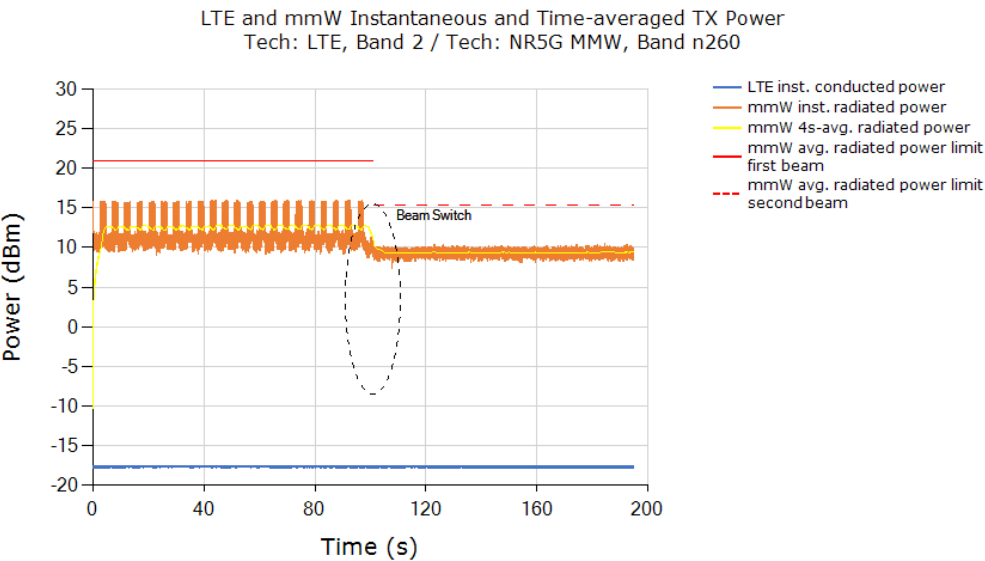 LTE and mmW Instantaneous and Time-averaged TX Power
Tech: LTE, Band 2 / Tech: NR5G MMW, Band n260
30
25
20
15
10
5
0
-5
-10
-15
-20
Power (dBm)
Beam Switch
0
40
80
120
160
200
Time (s)
LTE inst. conducted power
mmW inst. radiated power
mmW 4s-avg. radiated power
mmW avg. radiated power limit
first beam
mmW avg. radiated power limit
second beam